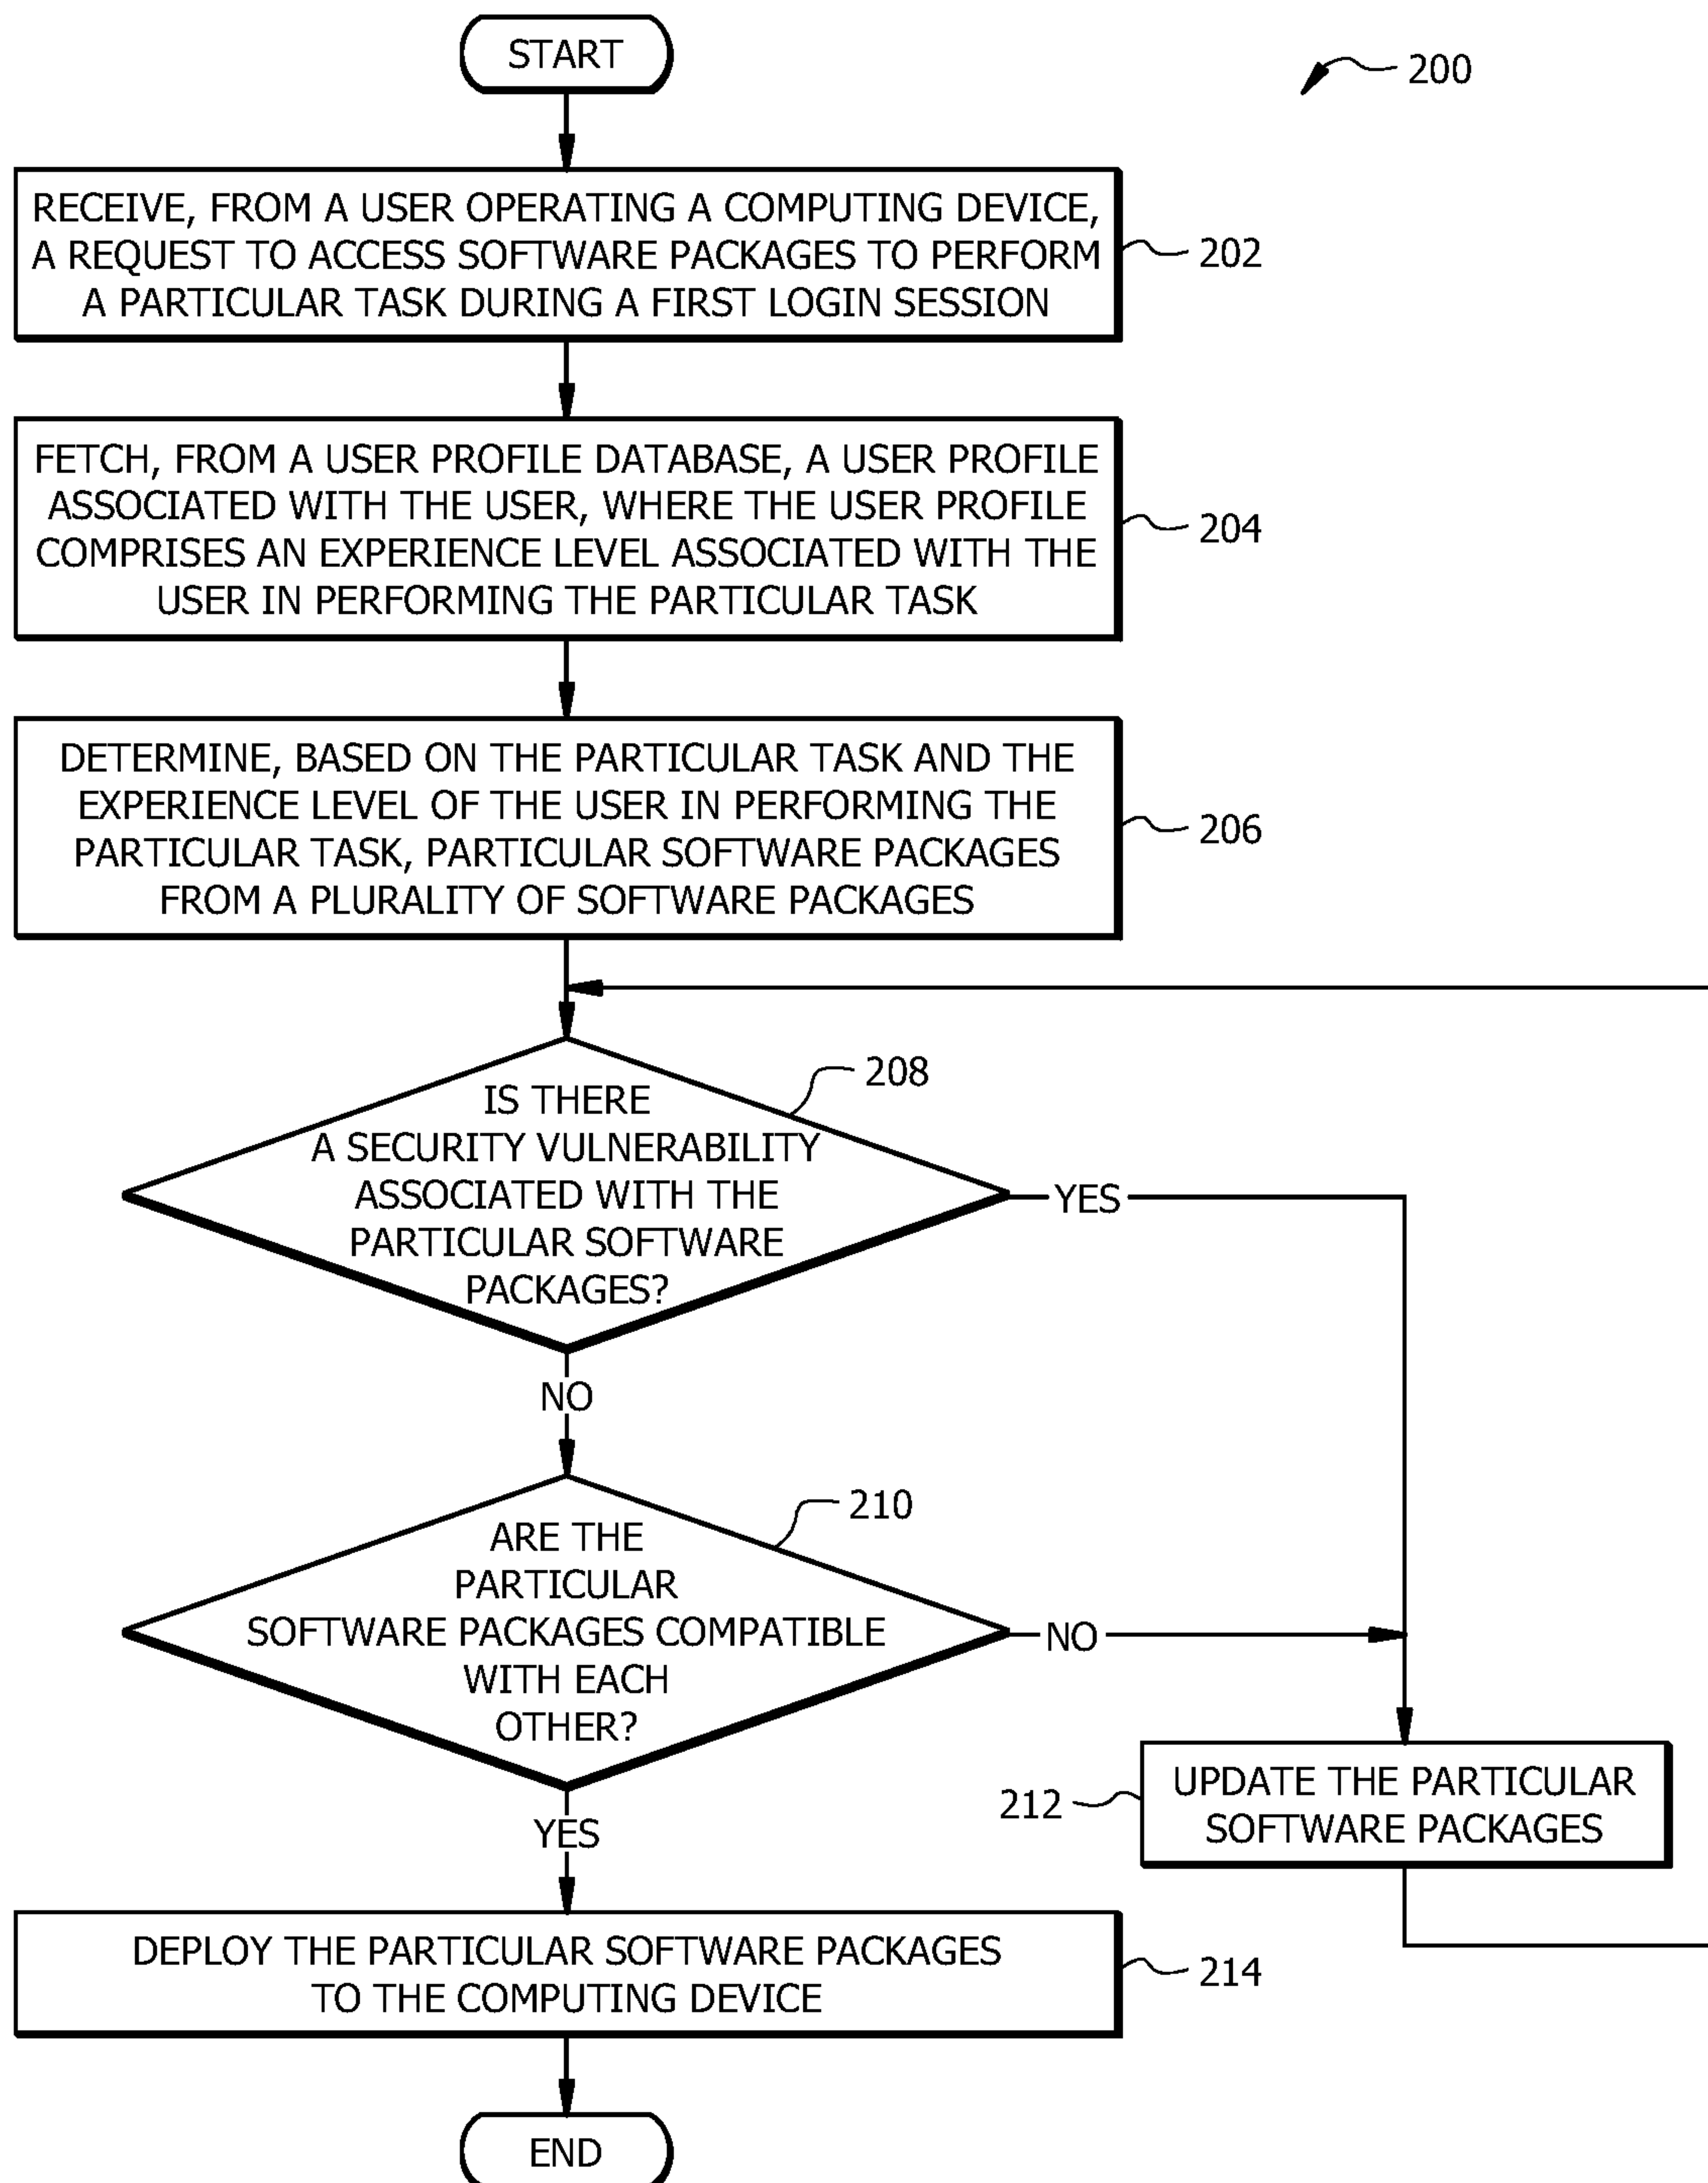 START
200
RECEIVE, FROM A USER OPERATING A COMPUTING DEVICE,
A REQUEST TO ACCESS SOFTWARE PACKAGES TO PERFORM
A PARTICULAR TASK DURING A FIRST LOGIN SESSION
202
FETCH, FROM A USER PROFILE DATABASE, A USER PROFILE
ASSOCIATED WITH THE USER, WHERE THE USER PROFILE
COMPRISES AN EXPERIENCE LEVEL ASSOCIATED WITH THE
USER IN PERFORMING THE PARTICULAR TASK
204
DETERMINE, BASED ON THE PARTICULAR TASK AND THE
EXPERIENCE LEVEL OF THE USER IN PERFORMING THE
PARTICULAR TASK, PARTICULAR SOFTWARE PACKAGES
FROM A PLURALITY OF SOFTWARE PACKAGES
206
IS THERE
A SECURITY VULNERABILITY
ASSOCIATED WITH THE
PARTICULAR SOFTWARE
PACKAGES?
208
YES
NO
ARE THE
PARTICULAR
SOFTWARE PACKAGES COMPATIBLE
WITH EACH
OTHER?
210
NO
YES
212
UPDATE THE PARTICULAR
SOFTWARE PACKAGES
DEPLOY THE PARTICULAR SOFTWARE PACKAGES
TO THE COMPUTING DEVICE
214
END